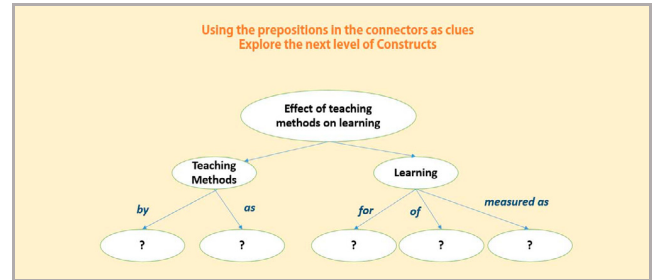 Using the prepositions in the connectors as clues
Explore the next level of Constructs
Effect of teaching
methods on learning
Teaching
Methods
Learning
by
as
for
of
measured as
?
?
?
?
?